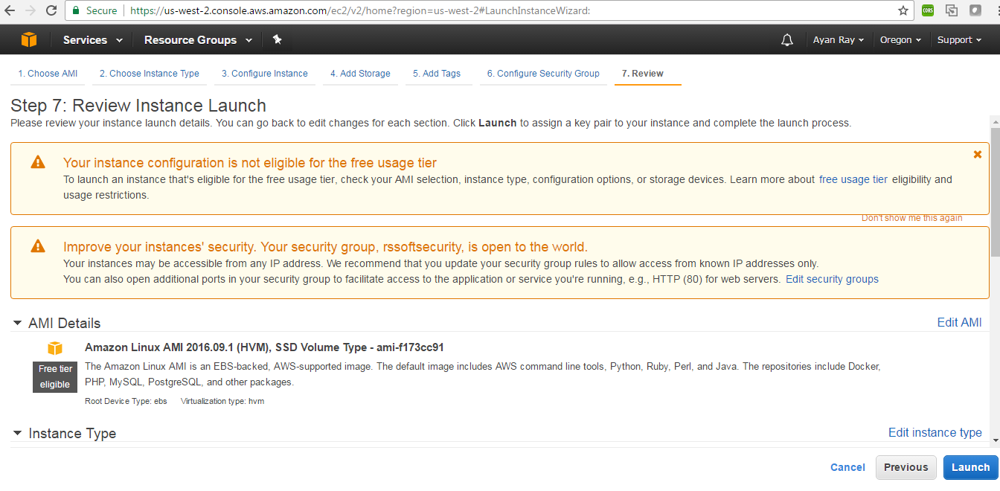 Secure https://us-west-2.console.aws.amazon.com/ec2/v2/home?region=us-west-2#LaunchInstanceWizard: CORS
Services Resource Groups Ayan Ray Oregon Support
1. Choose AMI 2. Choose Instance Type 3. Configure Instance 4. Add Storage 5. Add Tags 6. Configure Security Group 7. Review
Step 7: Review Instance Launch
Please review your instance launch details. You can go back to edit changes for each section. Click Launch to assign a key pair to your instance and complete the launch process.
Your instance configuration is not eligible for the free usage tier
To launch an instance that's eligible for the free usage tier, check your AMI selection, instance type, configuration options, or storage devices. Learn more about free usage tier eligibility and
usage restrictions.
Don't show me this again
Improve your instances' security. Your security group, rssoftsecurity, is open to the world.
Your instances may be accessible from any IP address. We recommend that you update your security group rules to allow access from known IP addresses only.
You can also open additional ports in your security group to facilitate access to the application or service you're running, e.g., HTTP (80) for web servers. Edit security groups
AMI Details Edit AMI
Amazon Linux AMI 2016.09.1 (HVM), SSD Volume Type - ami-f173cc91
Free tier
eligible
The Amazon Linux AMI is an EBS-backed, AWS-supported image. The default image includes AWS command line tools, Python, Ruby, Perl, and Java. The repositories include Docker,
PHP, MySQL, PostgreSQL, and other packages.
Root Device Type: ebs Virtualization type: hvm
Instance Type Edit instance type
Cancel Previous Launch